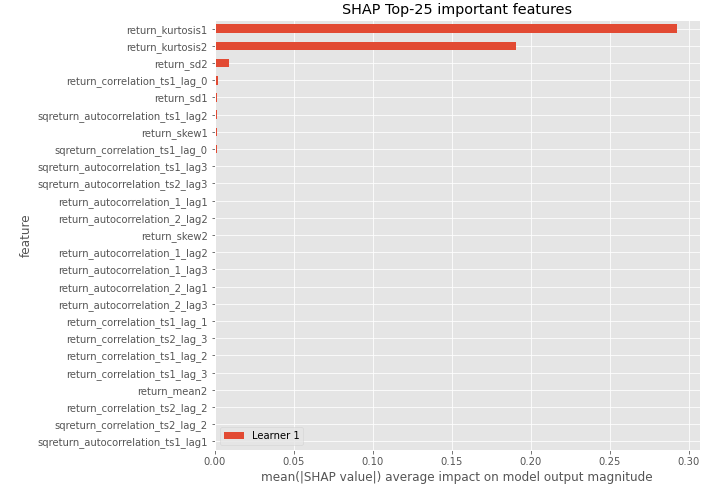 SHAP Top-25 important features
return_kurtosis1
return_kurtosis2
return_sd2
return_correlation_ts1_lag_0
return_sd1
sqreturn_autocorrelation_ts1_lag2
return_skew1
sqreturn_correlation_ts1_lag_0
sqreturn_autocorrelation_ts1_lag3
sqreturn_autocorrelation_ts2_lag3
return_autocorrelation_1_lag1
return_autocorrelation_2_lag2
return_skew2
return_autocorrelation_1_lag2
return_autocorrelation_1_lag3
return_autocorrelation_2_lag1
return_autocorrelation_2_lag3
return_correlation_ts1_lag_1
return_correlation_ts2_lag_3
return_correlation_ts1_lag_2
return_correlation_ts1_lag_3
return_mean2
return_correlation_ts2_lag_2
sqreturn_correlation_ts2_lag_2
sqreturn_autocorrelation_ts1_lag1
feature
Learner 1
0.00 0.05 0.10 0.15 0.20 0.25 0.30
mean(|SHAP value|) average impact on model output magnitude